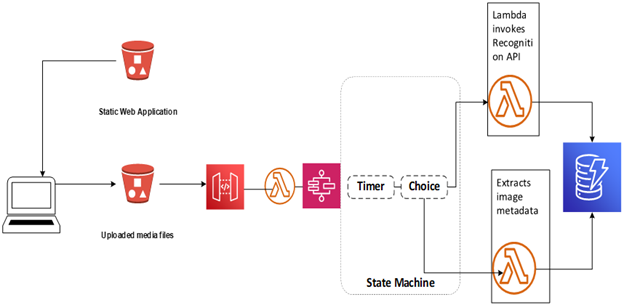 Lambda
invokes
Recogniti
on API
Static Web Application
Timer
Choice
Extracts
image
metadata
Uploaded media files
State Machine